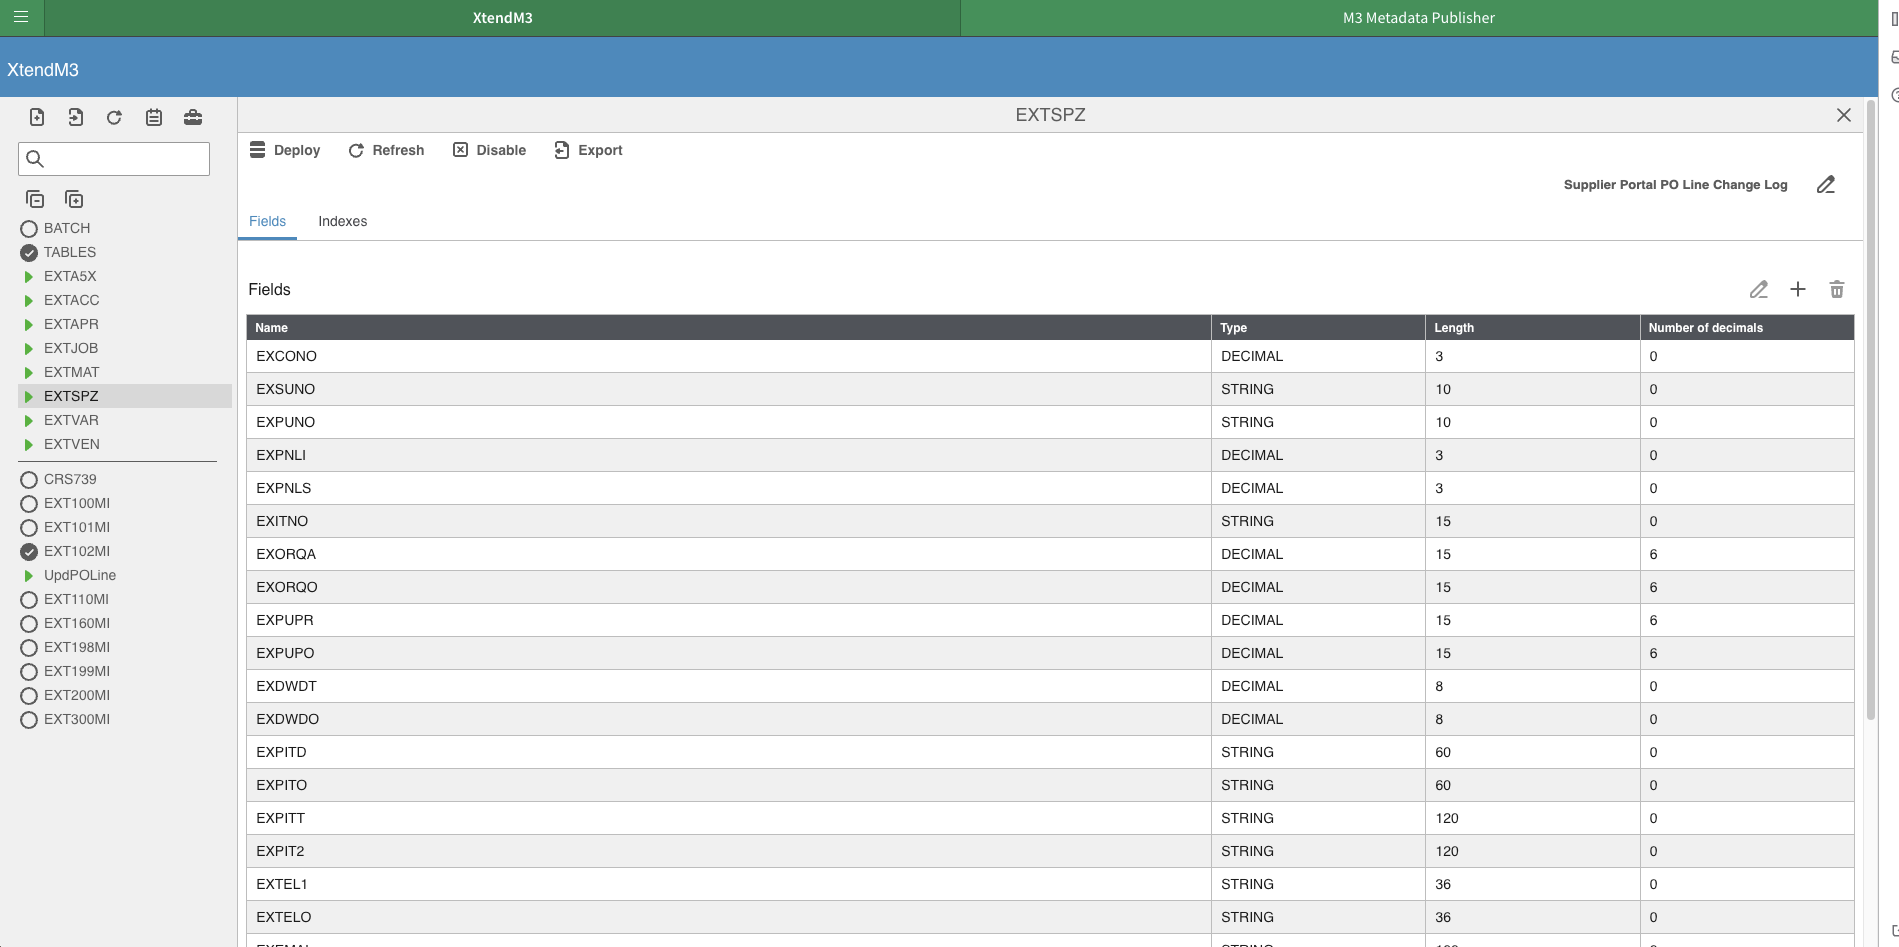 XtendM3 M3 Metadata Publisher
XtendM3
EXTSPZ
Deploy Refresh Disable Export
Supplier Portal PO Line Change Log
Fields Indexes
BATCH
TABLES
EXTA5X
EXTACC
EXTAPR
EXTJOB
EXTMAT
EXTSPZ
EXTVAR
EXTVEN
CRS739
EXT100MI
EXT101MI
EXT102MI
UpdPOLine
EXT110MI
EXT160MI
EXT198MI
EXT199MI
EXT200MI
EXT300MI
Fields
Name Type Length Number of decimals
EXCONO DECIMAL 3 0
EXSUNO STRING 10 0
EXPUNO STRING 10 0
EXPNLI DECIMAL 3 0
EXPNLS DECIMAL 3 0
EXITNO STRING 15 0
EXORQA DECIMAL 15 6
EXORQO DECIMAL 15 6
EXPUPR DECIMAL 15 6
EXPUPO DECIMAL 15 6
EXDWDT DECIMAL 8 0
EXDWDO DECIMAL 8 0
EXPITD STRING 60 0
EXPITO STRING 60 0
EXPITT STRING 120 0
EXPIT2 STRING 120 0
EXTEL1 STRING 36 0
EXTELO STRING 36 0